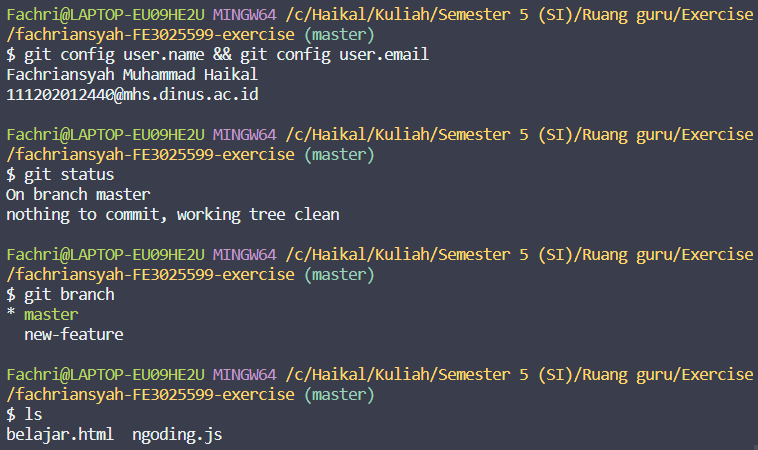 Fachri@LAPTOP-EU09HE2U MINGW64 /c/Haikal/Kuliah/Semester 5 (SI)/Ruang guru/Exercise
/fachriansyah-FE3025599-exercise (master)
$ git config user.name && git config user.email
Fachriansyah Muhammad Haikal
111202012440@mhs.dinus.ac.id
Fachri@LAPTOP-EU09HE2U MINGW64 /c/Haikal/Kuliah/Semester 5 (SI)/Ruang guru/Exercise
/fachriansyah-FE3025599-exercise (master)
$ git status
On branch master
nothing to commit, working tree clean
Fachri@LAPTOP-EU09HE2U MINGW64 /c/Haikal/Kuliah/Semester 5 (SI)/Ruang guru/Exercise
/fachriansyah-FE3025599-exercise (master)
$ git branch
* master
  new-feature
Fachri@LAPTOP-EU09HE2U MINGW64 /c/Haikal/Kuliah/Semester 5 (SI)/Ruang guru/Exercise
/fachriansyah-FE3025599-exercise (master)
$ ls
belajar.html  ngoding.js